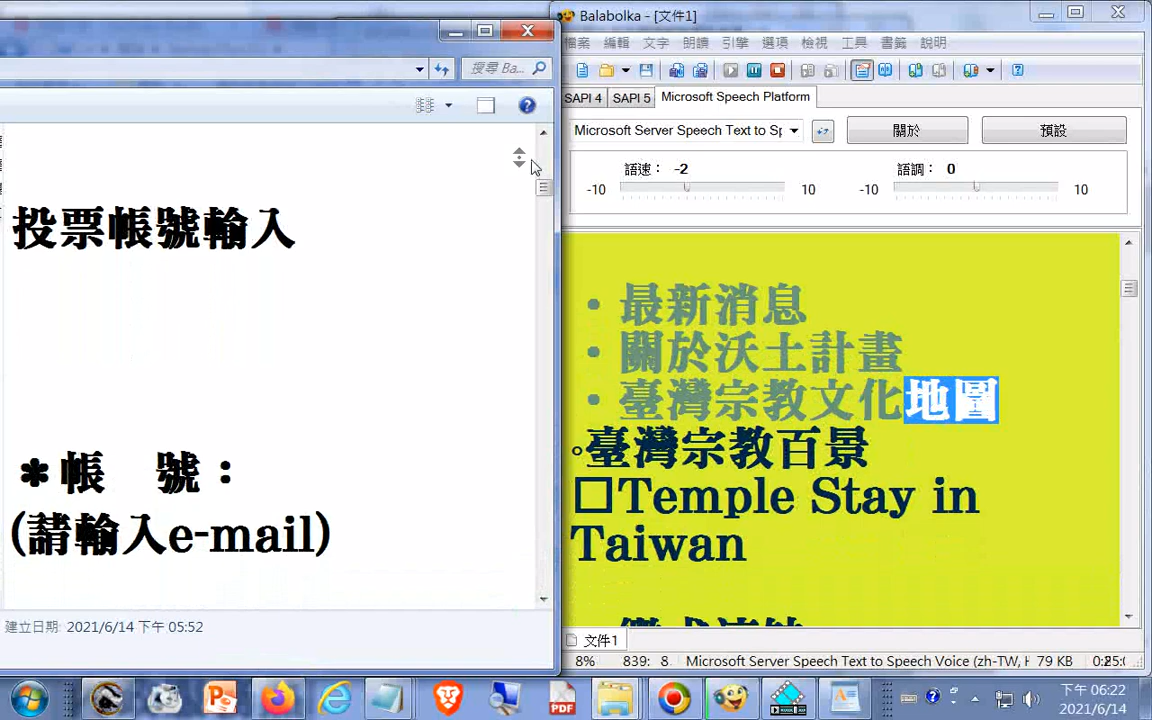 Balabolka - [文件1]
檔案 編輯 文字 朗讀 引擎 選項 檢視 工具 書籤 說明
搜尋 Ba...
SAPI 4 SAPI 5 Microsoft Speech Platform
Microsoft Server Speech Text to Sp
關於
預設
語速： -2
語調： 0
-10 10 -10 10
投票帳號輸入
＊帳 號：
(請輸入e-mail)
建立日期: 2021/6/14 下午 05:52
• 最新消息
• 關於沃土計畫
• 臺灣宗教文化地圖
◦臺灣宗教百景
□Temple Stay in
Taiwan
文件1
8% 839: 8 Microsoft Server Speech Text to Speech Voice (zh-TW, H 79 KB
PDF
下午 06:22
2021/6/14